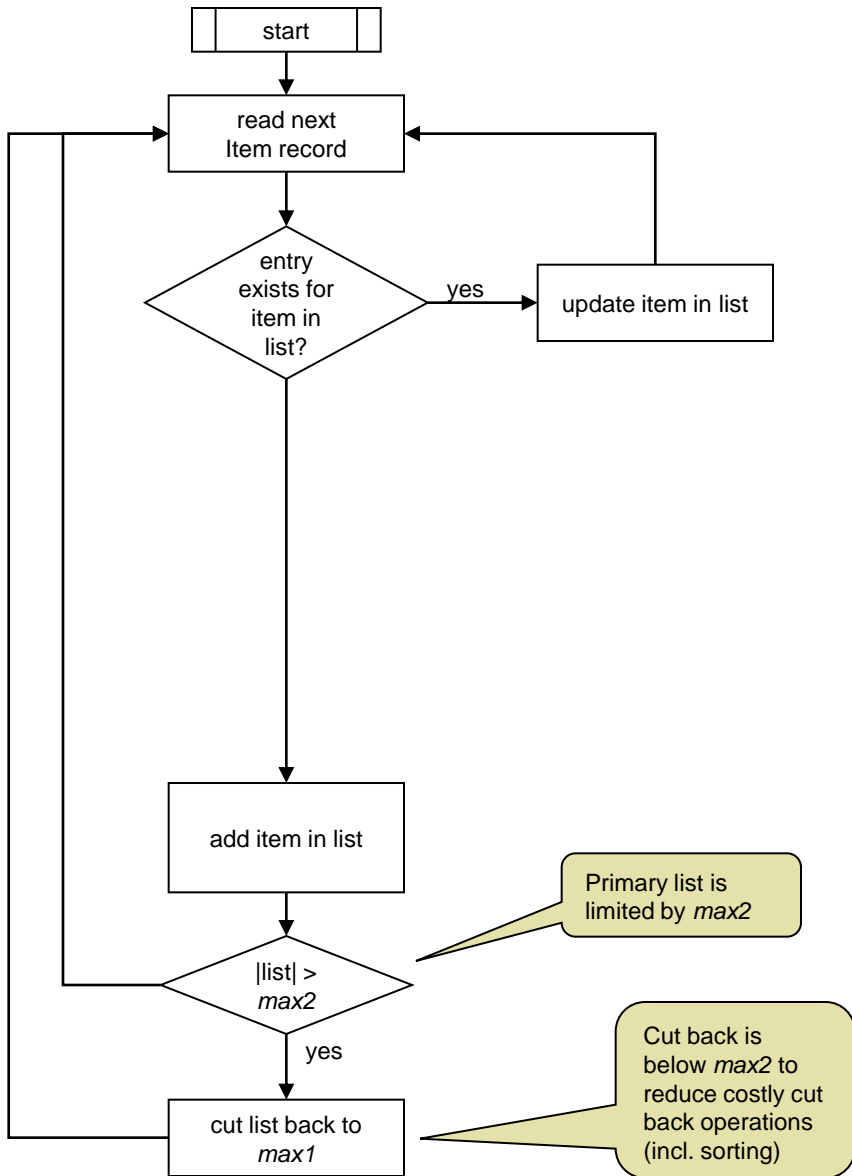 start
read next
Item record
entry
exists for
item in
list?
yes
update item in list
add item in list
Primary list is
limited by max2
|list| >
max2
yes
Cut back is
below max2 to
reduce costly cut
back operations
(incl. sorting)
cut list back to
max1